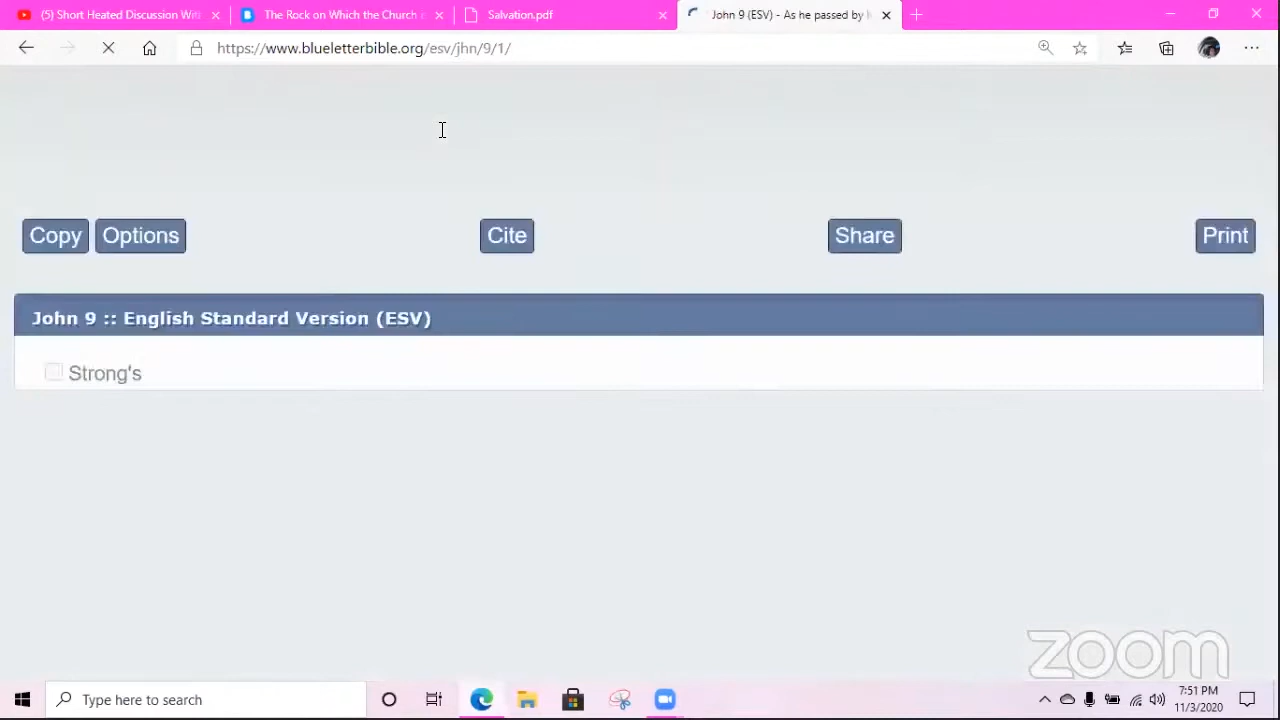 (5) Short Heated Discussion With
The Rock on Which the Church
Salvation.pdf
John 9 (ESV) - As he passed by
https://www.blueletterbible.org/esv/jhn/9/1/
Copy Options Cite Share Print
John 9 :: English Standard Version (ESV)
Strong's
zoom
Type here to search
7:51 PM
11/3/2020